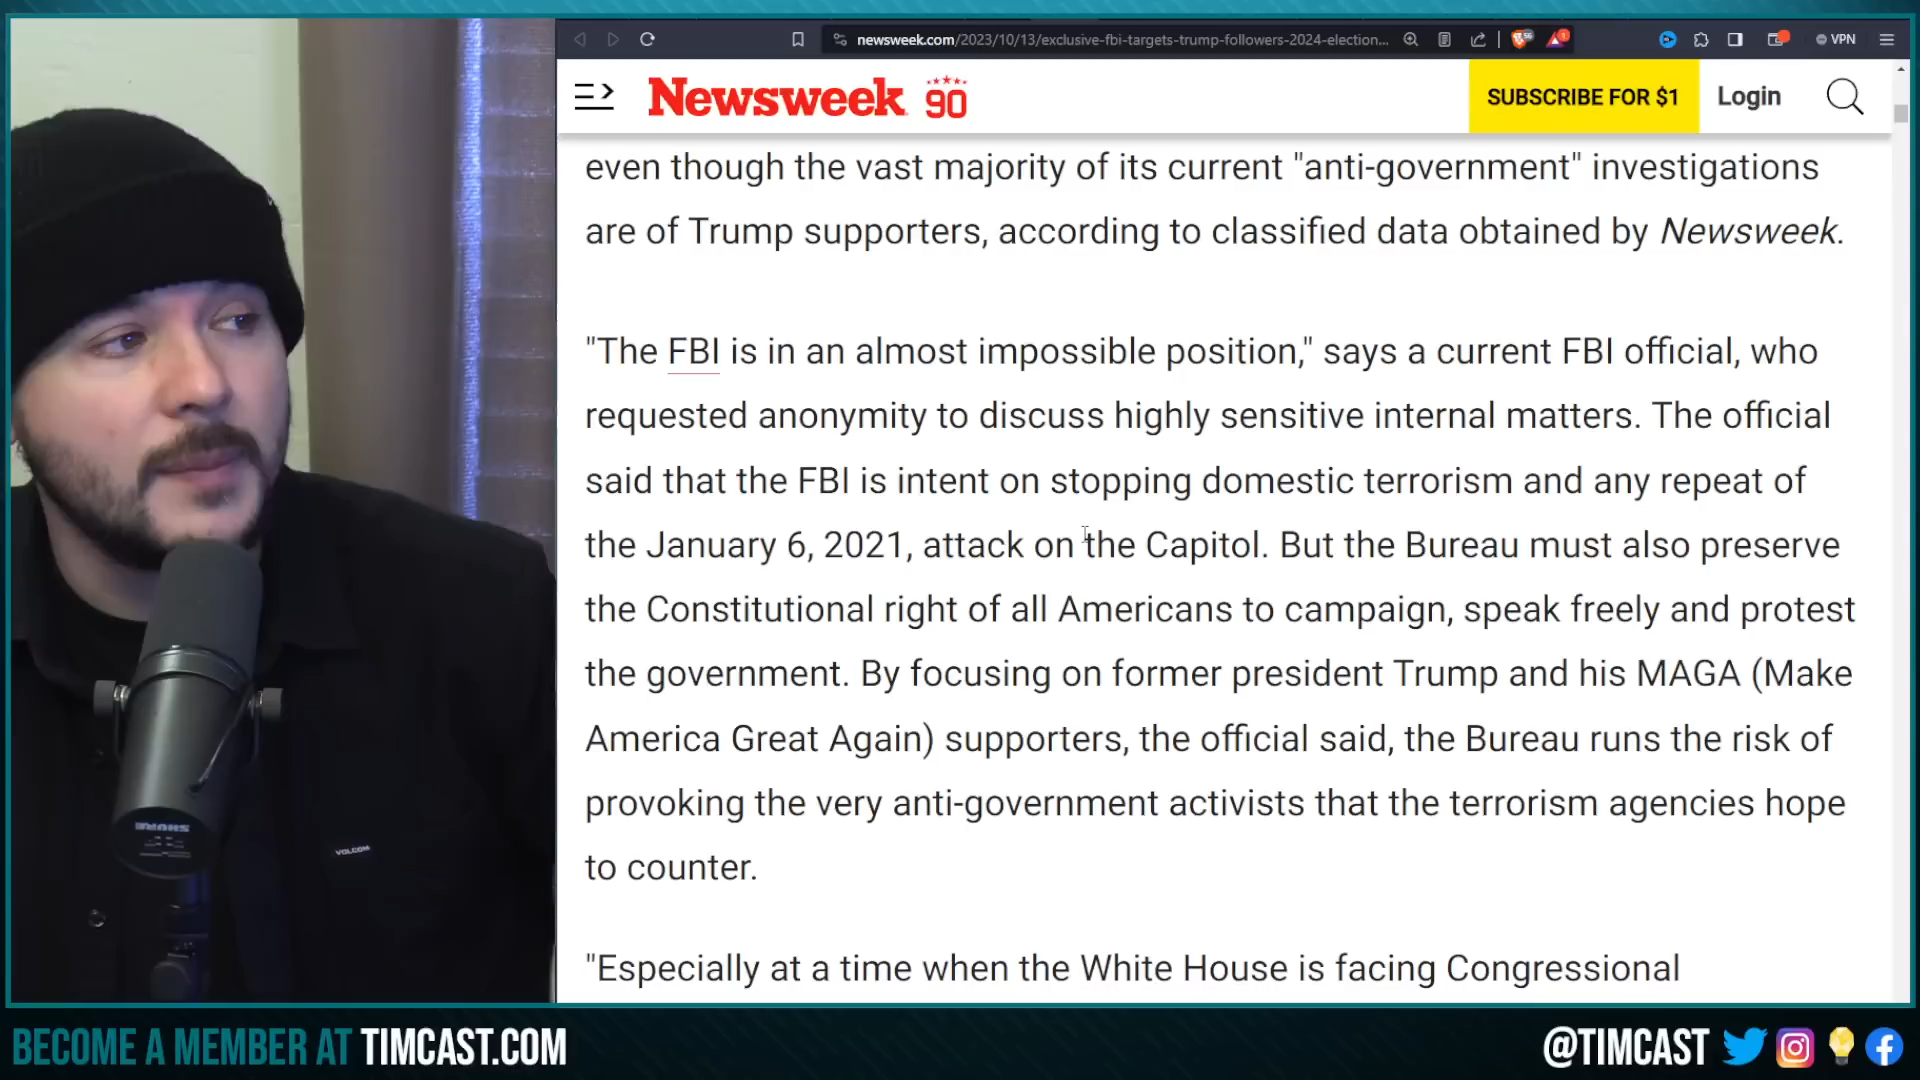 newsweek.com/2023/10/13/exclusive-fbi-targets-trump-followers-2024-election...
VPN
Newsweek 90
SUBSCRIBE FOR $1
Login
even though the vast majority of its current "anti-government" investigations
are of Trump supporters, according to classified data obtained by Newsweek.
"The FBI is in an almost impossible position," says a current FBI official, who
requested anonymity to discuss highly sensitive internal matters. The official
said that the FBI is intent on stopping domestic terrorism and any repeat of
the January 6, 2021, attack on the Capitol. But the Bureau must also preserve
the Constitutional right of all Americans to campaign, speak freely and protest
the government. By focusing on former president Trump and his MAGA (Make
America Great Again) supporters, the official said, the Bureau runs the risk of
provoking the very anti-government activists that the terrorism agencies hope
to counter.
"Especially at a time when the White House is facing Congressional
SHURE
VOLCOM
BECOME A MEMBER AT TIMCAST.COM
@TIMCAST